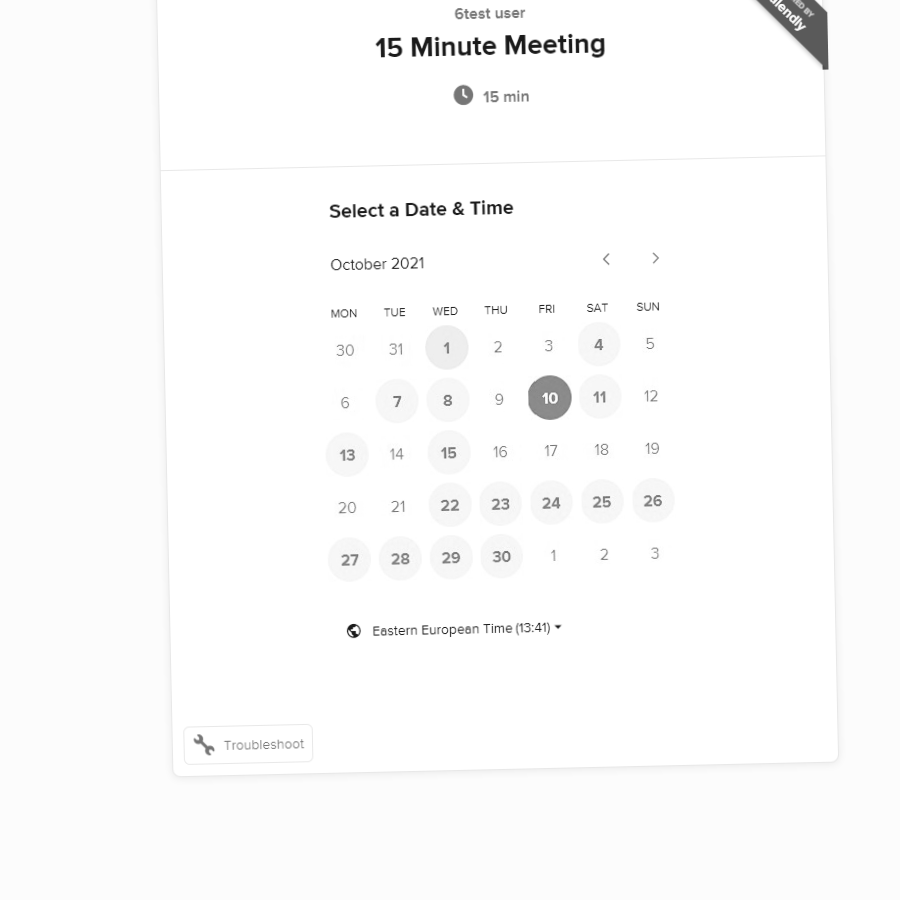 6test user
15 Minute Meeting
15 min
Select a Date & Time
October 2021
MON TUE WED THU FRI SAT SUN
30 31 1 2 3 4 5
6 7 8 9 10 11 12
13 14 15 16 17 18 19
20 21 22 23 24 25 26
27 28 29 30 1 2 3
Eastern European Time (13:41)
Troubleshoot